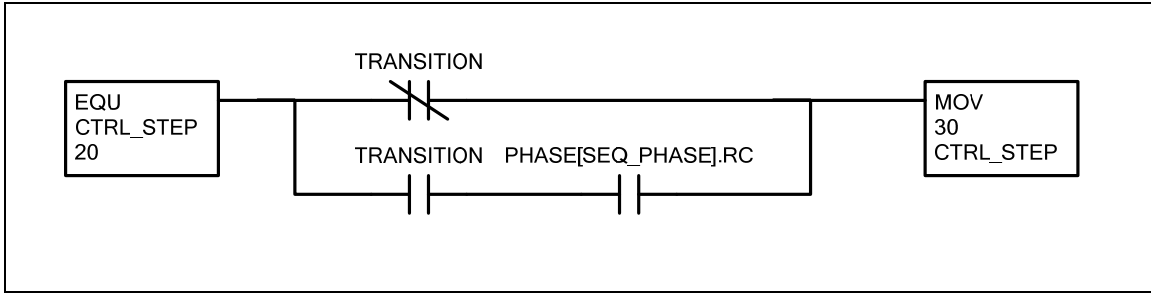 TRANSITION
EQU
CTRL_STEP
20
MOV
30
CTRL_STEP
TRANSITION PHASE[SEQ_PHASE].RC